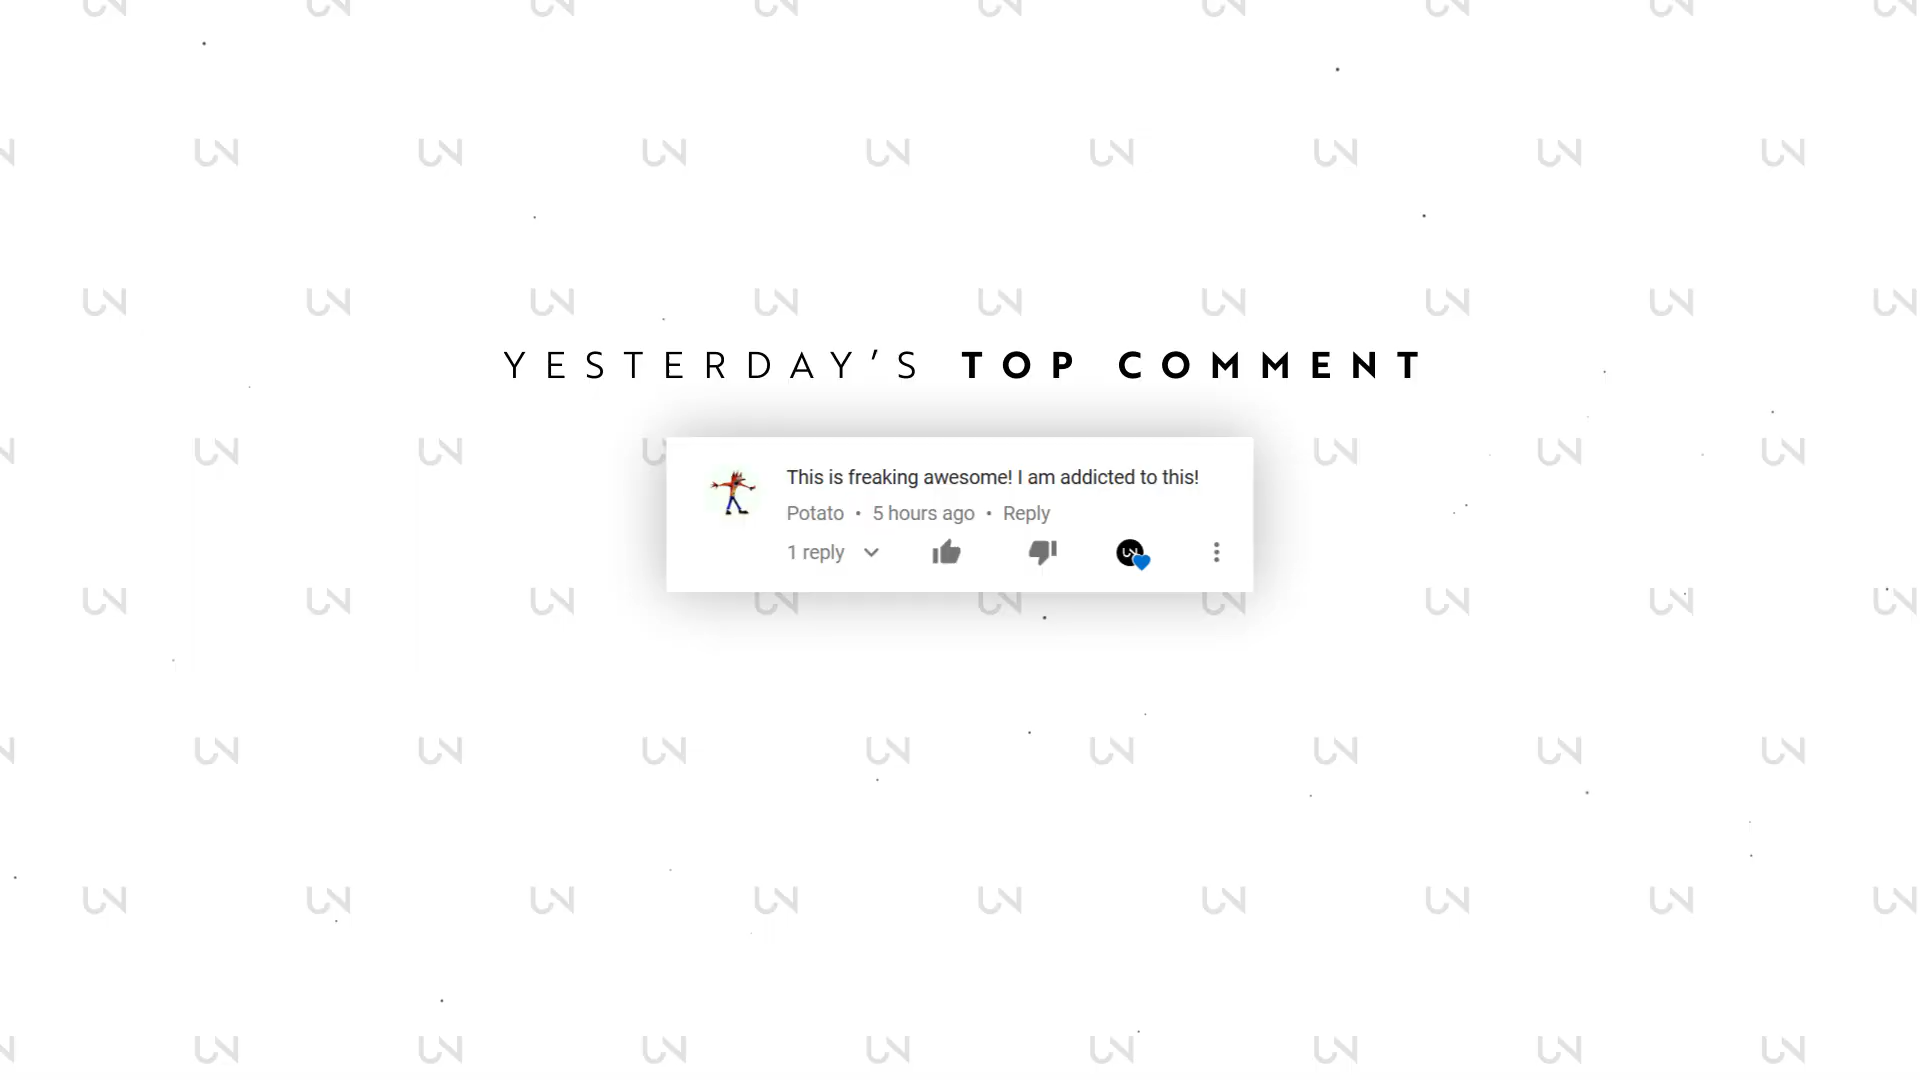 YESTERDAY’S TOP COMMENT
This is freaking awesome! I am addicted to this!
Potato • 5 hours ago • Reply
1 reply